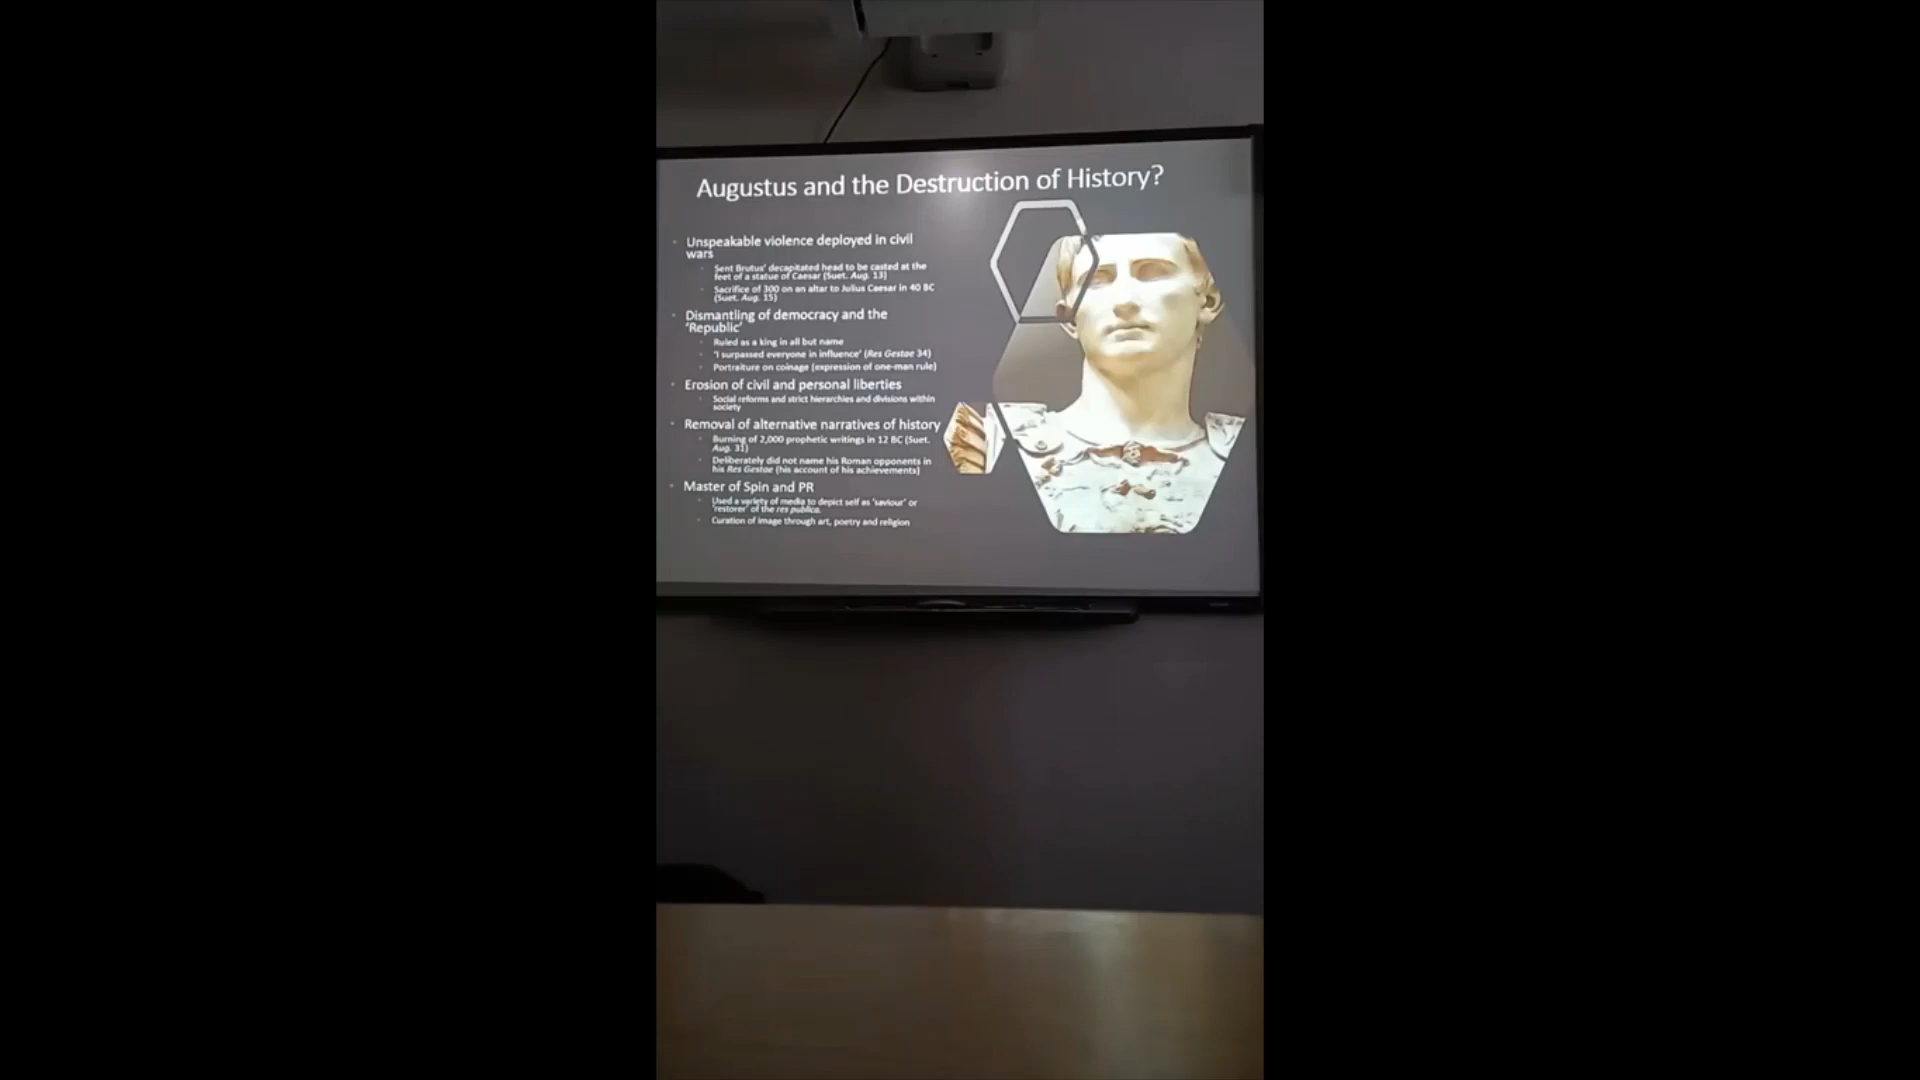 Augustus and the Destruction of History?
Unspeakable violence deployed in civil
wars
Sent Brutus' decapitated head to be casted at the
feet of a statue of Caesar (Suet. Aug. 13)
Sacrifice of 300 on an altar to Julius Caesar in 40 BC
(Suet. Aug. 15)
Dismantling of democracy and the
'Republic'
Ruled as a king in all but name
'I surpassed everyone in influence' (Res Gestae 34)
Portraiture on coinage (expression of one-man rule)
Erosion of civil and personal liberties
Social reforms and strict hierarchies and divisions within
society
Removal of alternative narratives of history
Burning of 2,000 prophetic writings in 12 BC (Suet.
Aug. 31)
Deliberately did not name his Roman opponents in
his Res Gestae (his account of his achievements)
Master of Spin and PR
Used a variety of media to depict self as 'saviour' or
'restorer' of the res publica.
Curation of image through art, poetry and religion